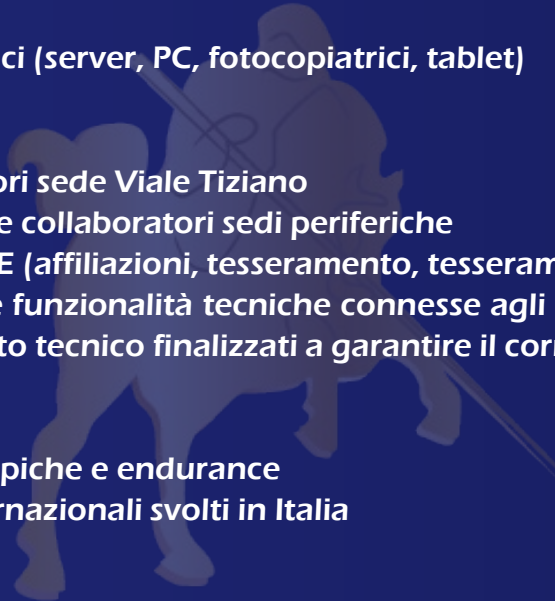 ci (server, PC, fotocopiatrici, tablet)
ori sede Viale Tiziano
e collaboratori sedi periferiche
E (affiliazioni, tesseramento, tesseram
e funzionalità tecniche connesse agli
to tecnico finalizzati a garantire il corr
piche e endurance
rnazionali svolti in Italia